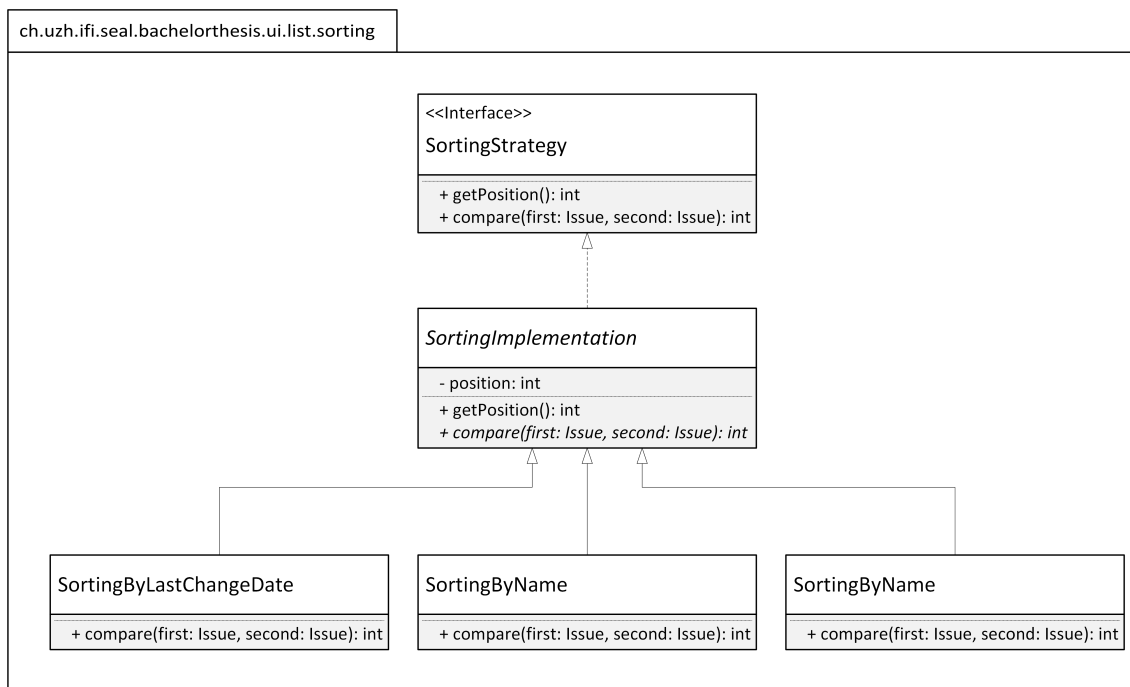 ch.uzh.ifi.seal.bachelorthesis.ui.list.sorting
<<Interface>>
SortingStrategy
+ getPosition(): int
+ compare(first: Issue, second: Issue): int
SortingImplementation
- position: int
+ getPosition(): int
+ compare(first: Issue, second: Issue): int
SortingByLastChangeDate
+ compare(first: Issue, second: Issue): int
SortingByName
+ compare(first: Issue, second: Issue): int
SortingByName
+ compare(first: Issue, second: Issue): int